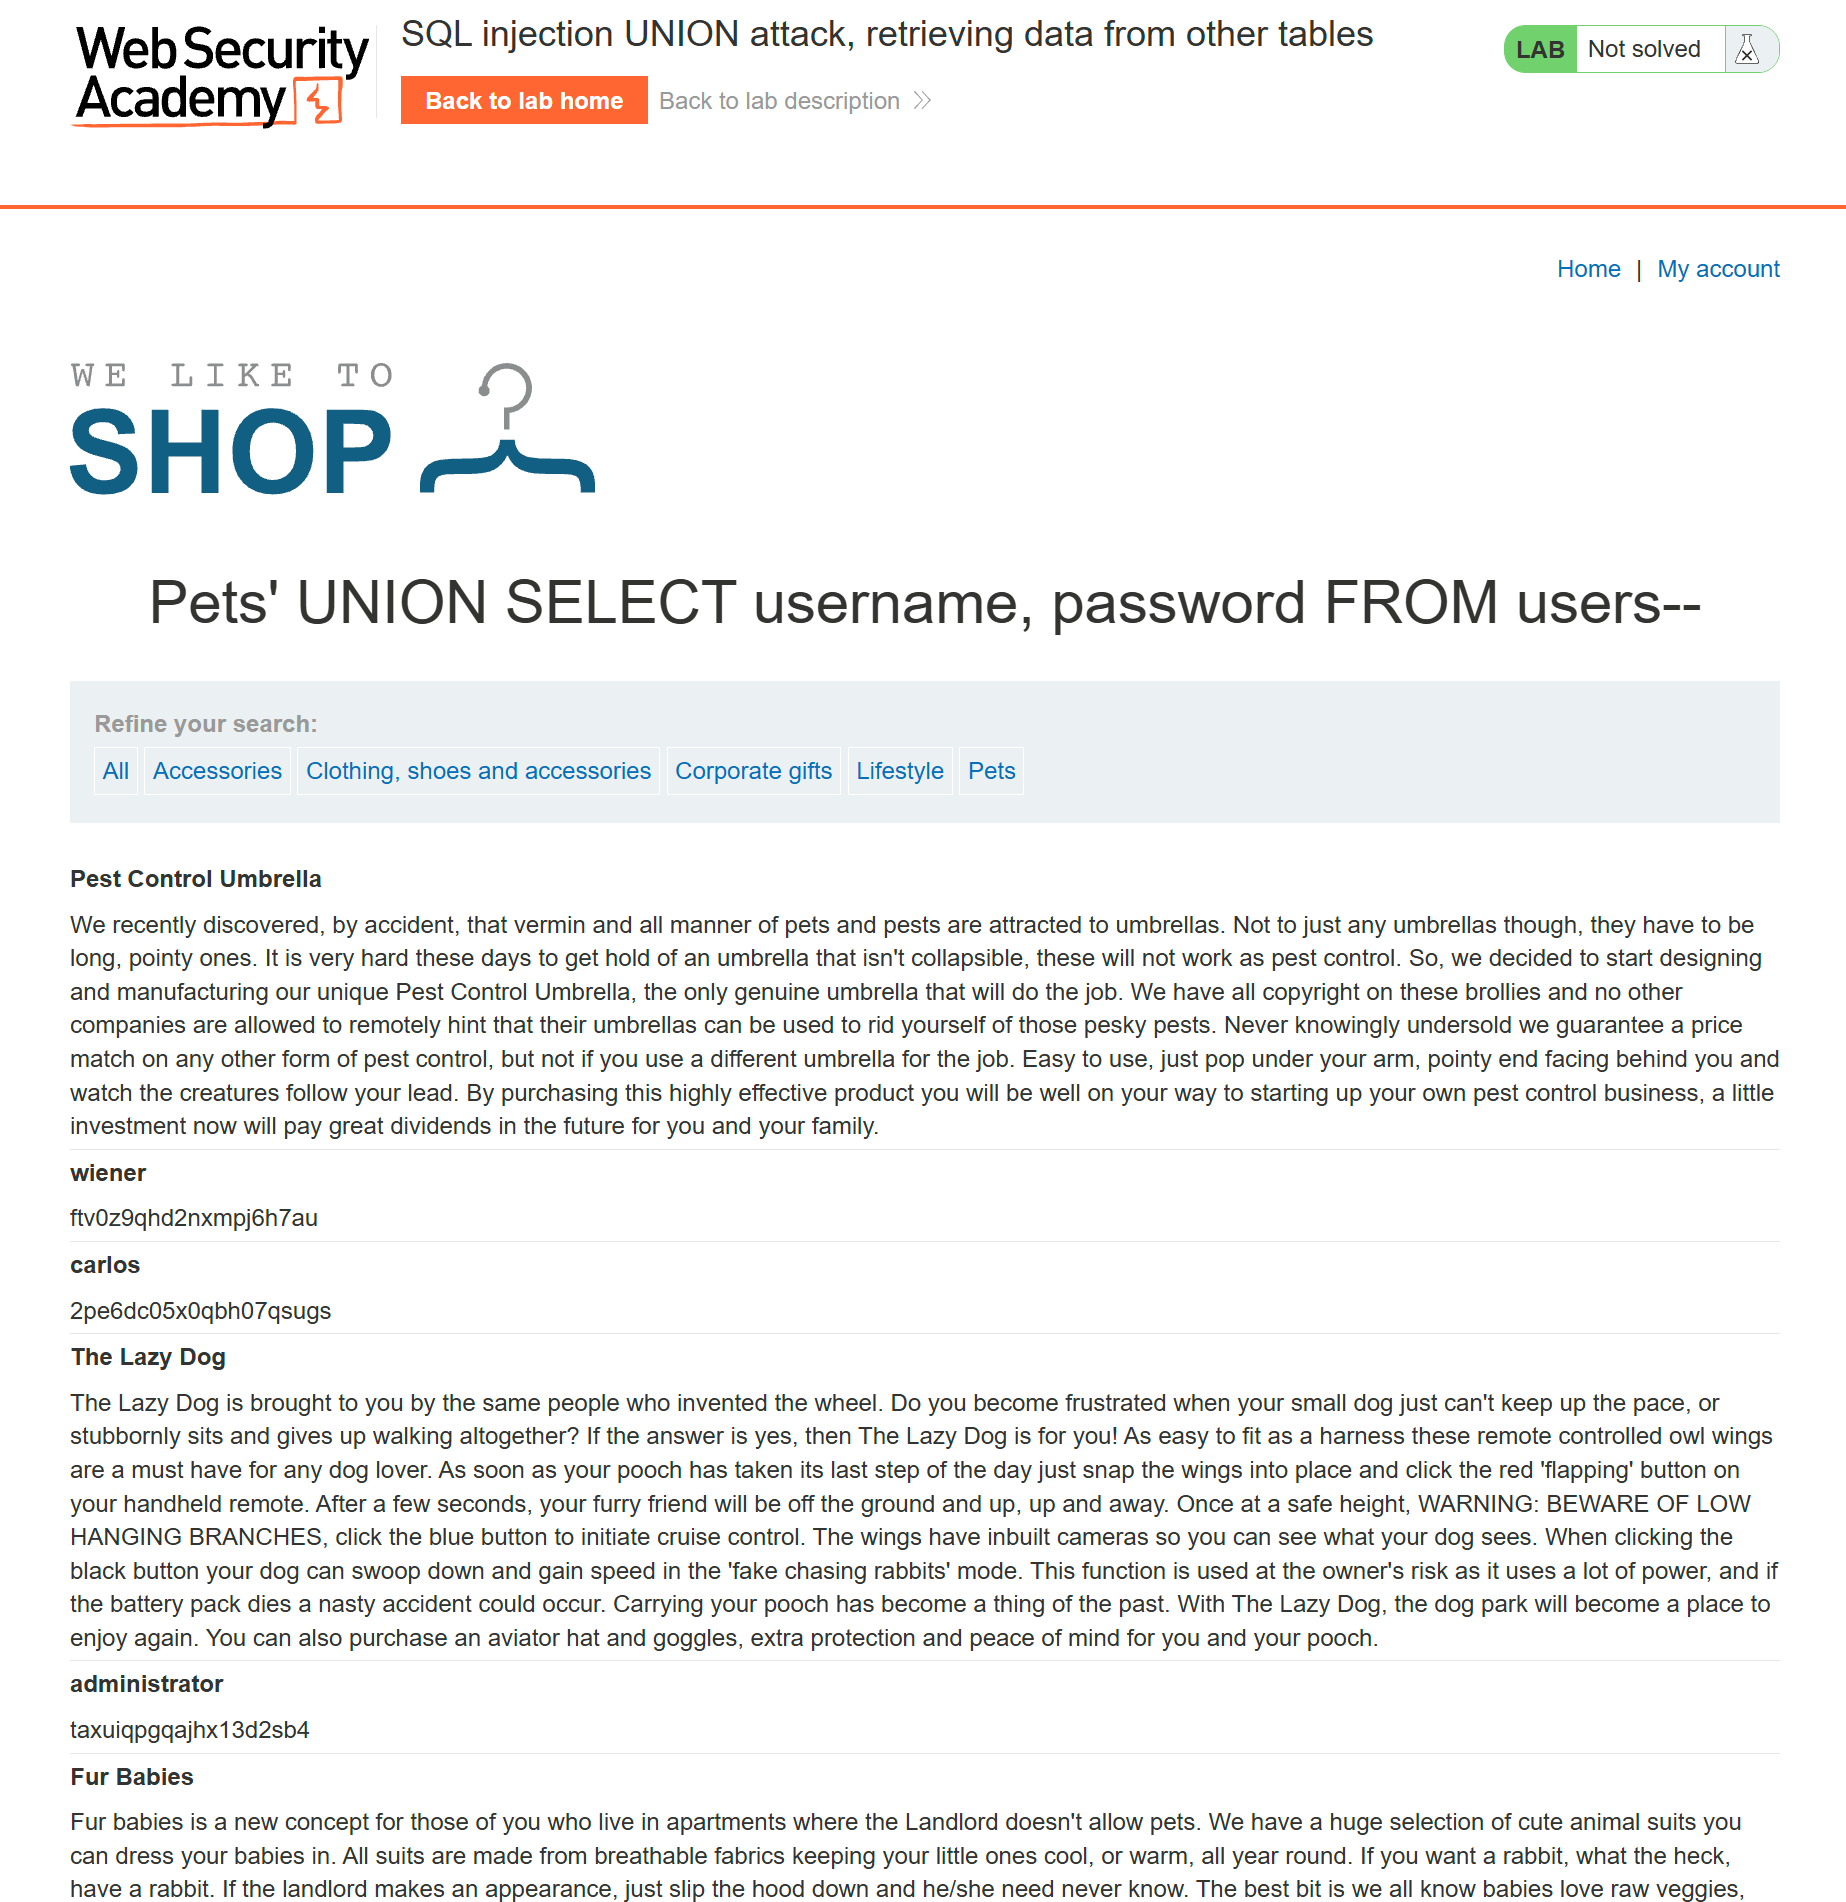 Web Security
Academy
SQL injection UNION attack, retrieving data from other tables
Back to lab home
Back to lab description
LAB Not solved
Home | My account
WE LIKE TO
SHOP
Pets' UNION SELECT username, password FROM users--
Refine your search:
All Accessories Clothing, shoes and accessories Corporate gifts Lifestyle Pets
Pest Control Umbrella
We recently discovered, by accident, that vermin and all manner of pets and pests are attracted to umbrellas. Not to just any umbrellas though, they have to be
long, pointy ones. It is very hard these days to get hold of an umbrella that isn't collapsible, these will not work as pest control. So, we decided to start designing
and manufacturing our unique Pest Control Umbrella, the only genuine umbrella that will do the job. We have all copyright on these brollies and no other
companies are allowed to remotely hint that their umbrellas can be used to rid yourself of those pesky pests. Never knowingly undersold we guarantee a price
match on any other form of pest control, but not if you use a different umbrella for the job. Easy to use, just pop under your arm, pointy end facing behind you and
watch the creatures follow your lead. By purchasing this highly effective product you will be well on your way to starting up your own pest control business, a little
investment now will pay great dividends in the future for you and your family.
wiener
ftv0z9qhd2nxmpj6h7au
carlos
2pe6dc05x0qbh07qsugs
The Lazy Dog
The Lazy Dog is brought to you by the same people who invented the wheel. Do you become frustrated when your small dog just can't keep up the pace, or
stubbornly sits and gives up walking altogether? If the answer is yes, then The Lazy Dog is for you! As easy to fit as a harness these remote controlled owl wings
are a must have for any dog lover. As soon as your pooch has taken its last step of the day just snap the wings into place and click the red 'flapping' button on
your handheld remote. After a few seconds, your furry friend will be off the ground and up, up and away. Once at a safe height, WARNING: BEWARE OF LOW
HANGING BRANCHES, click the blue button to initiate cruise control. The wings have inbuilt cameras so you can see what your dog sees. When clicking the
black button your dog can swoop down and gain speed in the 'fake chasing rabbits' mode. This function is used at the owner's risk as it uses a lot of power, and if
the battery pack dies a nasty accident could occur. Carrying your pooch has become a thing of the past. With The Lazy Dog, the dog park will become a place to
enjoy again. You can also purchase an aviator hat and goggles, extra protection and peace of mind for you and your pooch.
administrator
taxuiqpgqajhx13d2sb4
Fur Babies
Fur babies is a new concept for those of you who live in apartments where the Landlord doesn't allow pets. We have a huge selection of cute animal suits you
can dress your babies in. All suits are made from breathable fabrics keeping your little ones cool, or warm, all year round. If you want a rabbit, what the heck,
have a rabbit. If the landlord makes an appearance, just slip the hood down and he/she need never know. The best bit is we all know babies love raw veggies,